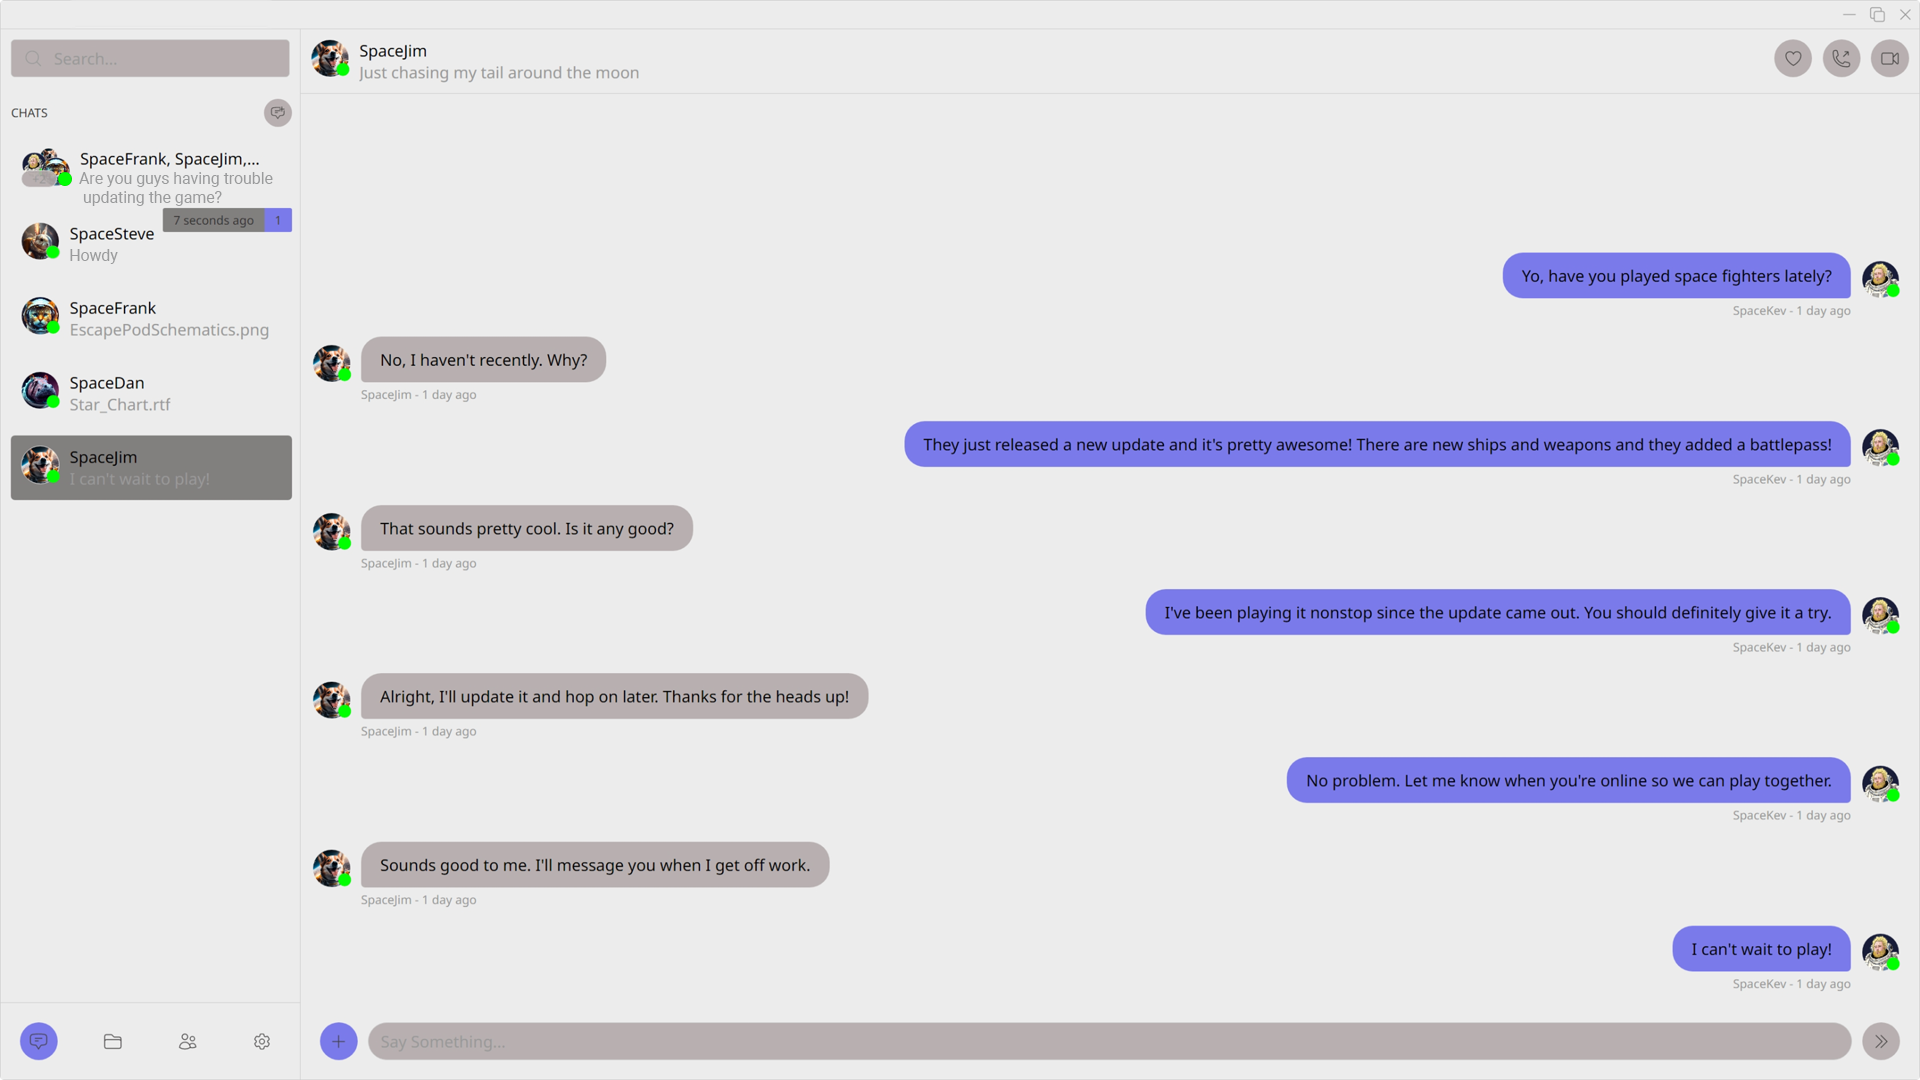 Search...
CHATS
SpaceFrank, SpaceJim,...
Are you guys having trouble
updating the game?
7 seconds ago 1
SpaceSteve
Howdy
SpaceFrank
EscapePodSchematics.png
SpaceDan
Star_Chart.rtf
SpaceJim
I can't wait to play!
SpaceJim
Just chasing my tail around the moon
Yo, have you played space fighters lately?
SpaceKev - 1 day ago
No, I haven't recently. Why?
SpaceJim - 1 day ago
They just released a new update and it's pretty awesome! There are new ships and weapons and they added a battlepass!
SpaceKev - 1 day ago
That sounds pretty cool. Is it any good?
SpaceJim - 1 day ago
I've been playing it nonstop since the update came out. You should definitely give it a try.
SpaceKev - 1 day ago
Alright, I'll update it and hop on later. Thanks for the heads up!
SpaceJim - 1 day ago
No problem. Let me know when you're online so we can play together.
SpaceKev - 1 day ago
Sounds good to me. I'll message you when I get off work.
SpaceJim - 1 day ago
I can't wait to play!
SpaceKev - 1 day ago
Say Something...